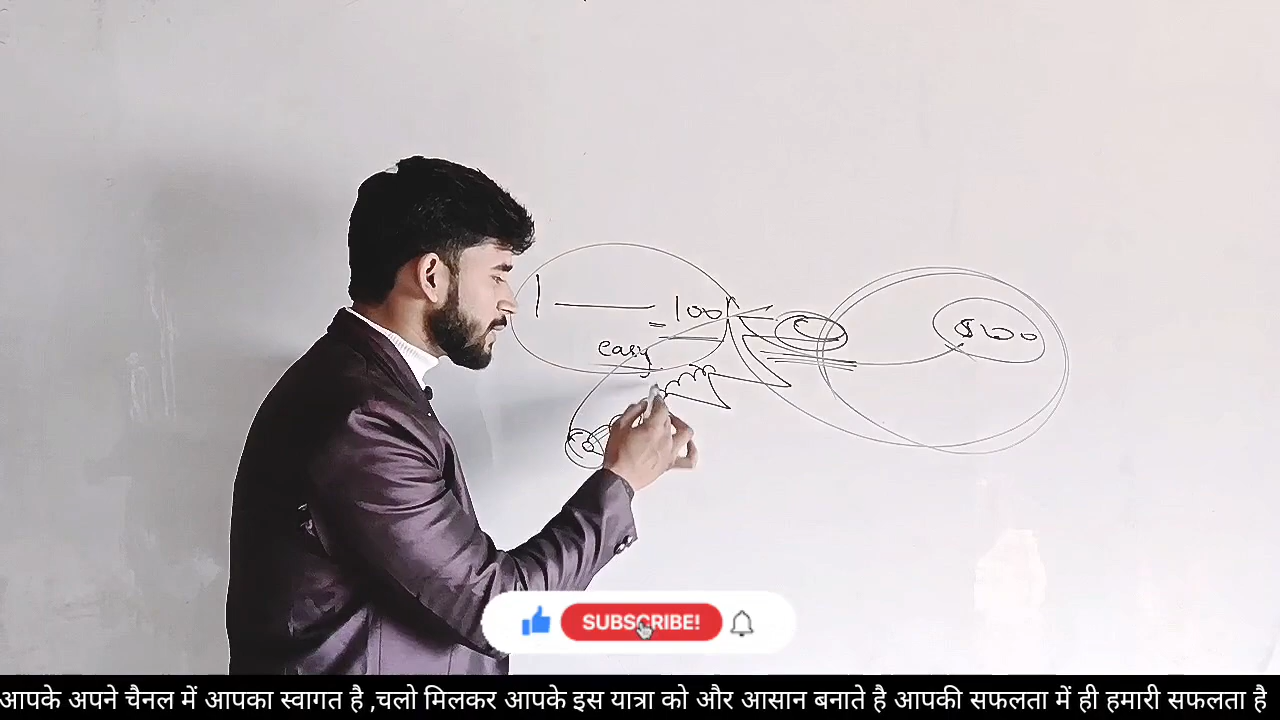 1 — 100
easy
SUBSCRIBE!
आपके अपने चैनल में आपका स्वागत है ,चलो मिलकर आपके इस यात्रा को और आसान बनाते है आपकी सफलता में ही हमारी सफलता है